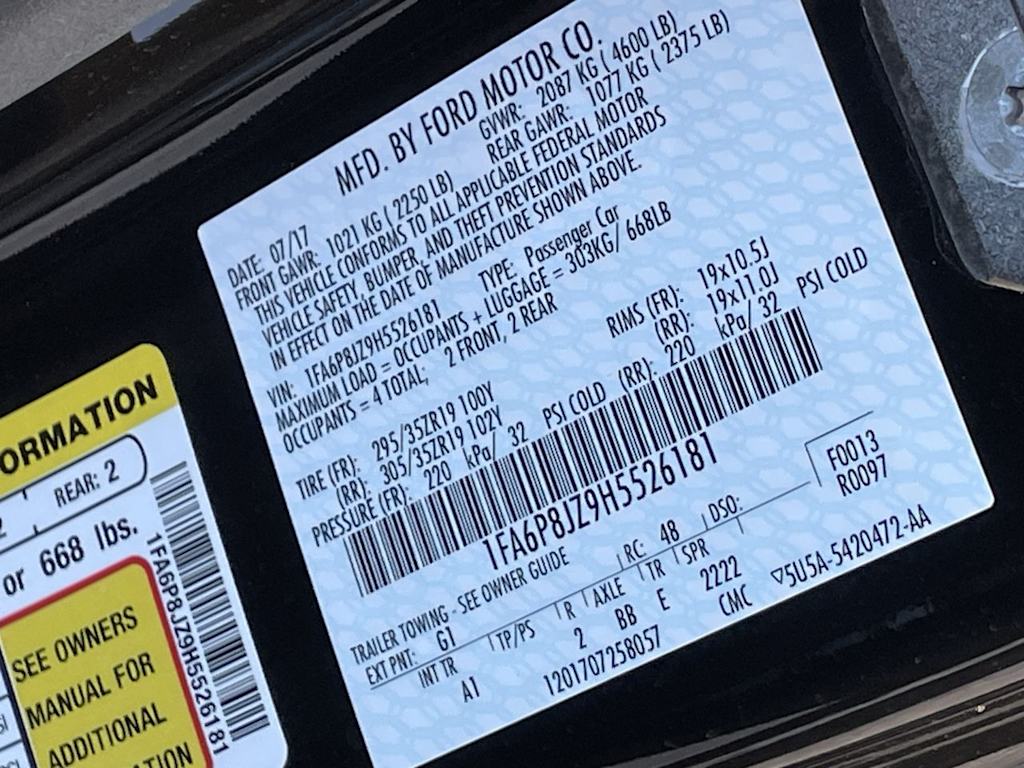 MFD. BY FORD MOTOR CO.
DATE: 07/17 GVWR: 2087 KG ( 4600 LB)
FRONT GAWR: 1021 KG ( 2250 LB) REAR GAWR: 1077 KG ( 2375 LB)
THIS VEHICLE CONFORMS TO ALL APPLICABLE FEDERAL MOTOR
VEHICLE SAFETY, BUMPER, AND THEFT PREVENTION STANDARDS
IN EFFECT ON THE DATE OF MANUFACTURE SHOWN ABOVE.
VIN: 1FA6P8JZ9H5526181 TYPE: Passenger Car
MAXIMUM LOAD = OCCUPANTS + LUGGAGE = 303KG/ 668LB
OCCUPANTS = 4 TOTAL, 2 FRONT, 2 REAR
TIRE (FR): 295/35ZR19 100Y RIMS (FR): 19x10.5J
(RR): 305/35ZR19 102Y (RR): 19x11.0J
PRESSURE (FR): 220 kPa/ 32 PSI COLD (RR): 220 kPa/ 32 PSI COLD
1FA6P8JZ9H5526181
TRAILER TOWING - SEE OWNER GUIDE
F0013
R0097
EXT PNT: G1 RC: 48 DSO:
INT TR TP/PS R AXLE TR SPR
A1 2 BB E 2222
1201707258057 CMC ▽5U5A-5420472-AA
ORMATION
REAR: 2
or 668 lbs.
1FA6P8JZ9H5526181
SEE OWNERS
MANUAL FOR
ADDITIONAL